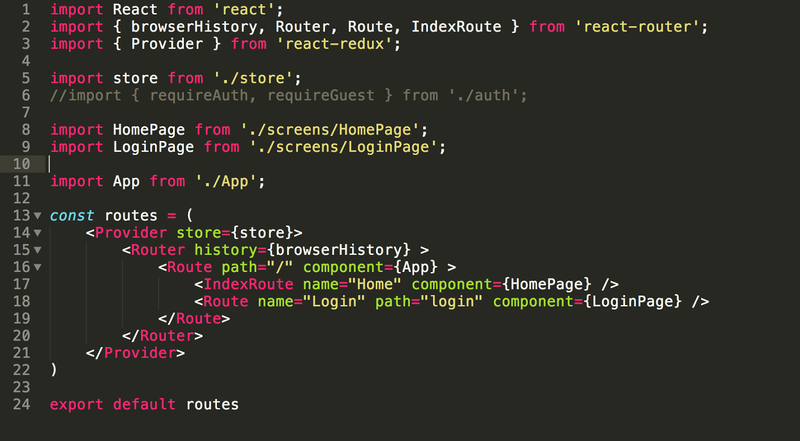 1 import React from 'react';
2 import { browserHistory, Router, Route, IndexRoute } from 'react-router';
3 import { Provider } from 'react-redux';
4
5 import store from './store';
6 //import { requireAuth, requireGuest } from './auth';
7
8 import HomePage from './screens/HomePage';
9 import LoginPage from './screens/LoginPage';
10
11 import App from './App';
12
13 const routes = (
14     <Provider store={store}>
15         <Router history={browserHistory} >
16             <Route path="/" component={App} >
17                 <IndexRoute name="Home" component={HomePage} />
18                 <Route name="Login" path="login" component={LoginPage} />
19             </Route>
20         </Router>
21     </Provider>
22 )
23
24 export default routes